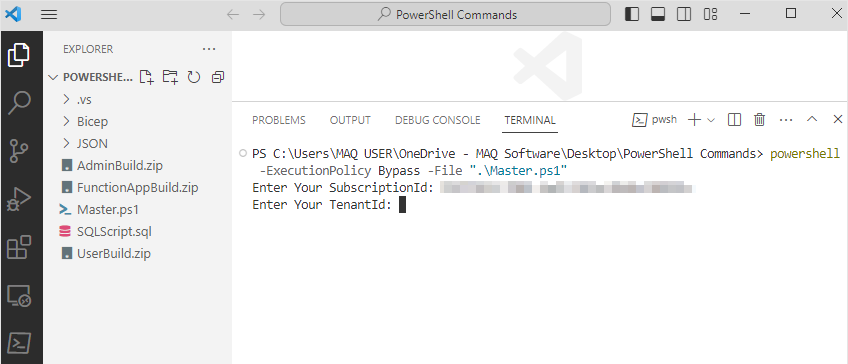 PowerShell Commands
EXPLORER
POWERSHE...
.vs
Bicep
JSON
AdminBuild.zip
FunctionAppBuild.zip
Master.ps1
SQLScript.sql
UserBuild.zip
PROBLEMS OUTPUT DEBUG CONSOLE TERMINAL pwsh
PS C:\Users\MAQ USER\OneDrive - MAQ Software\Desktop\PowerShell Commands> powershell
-ExecutionPolicy Bypass -File ".\Master.ps1"
Enter Your SubscriptionId:
Enter Your TenantId: